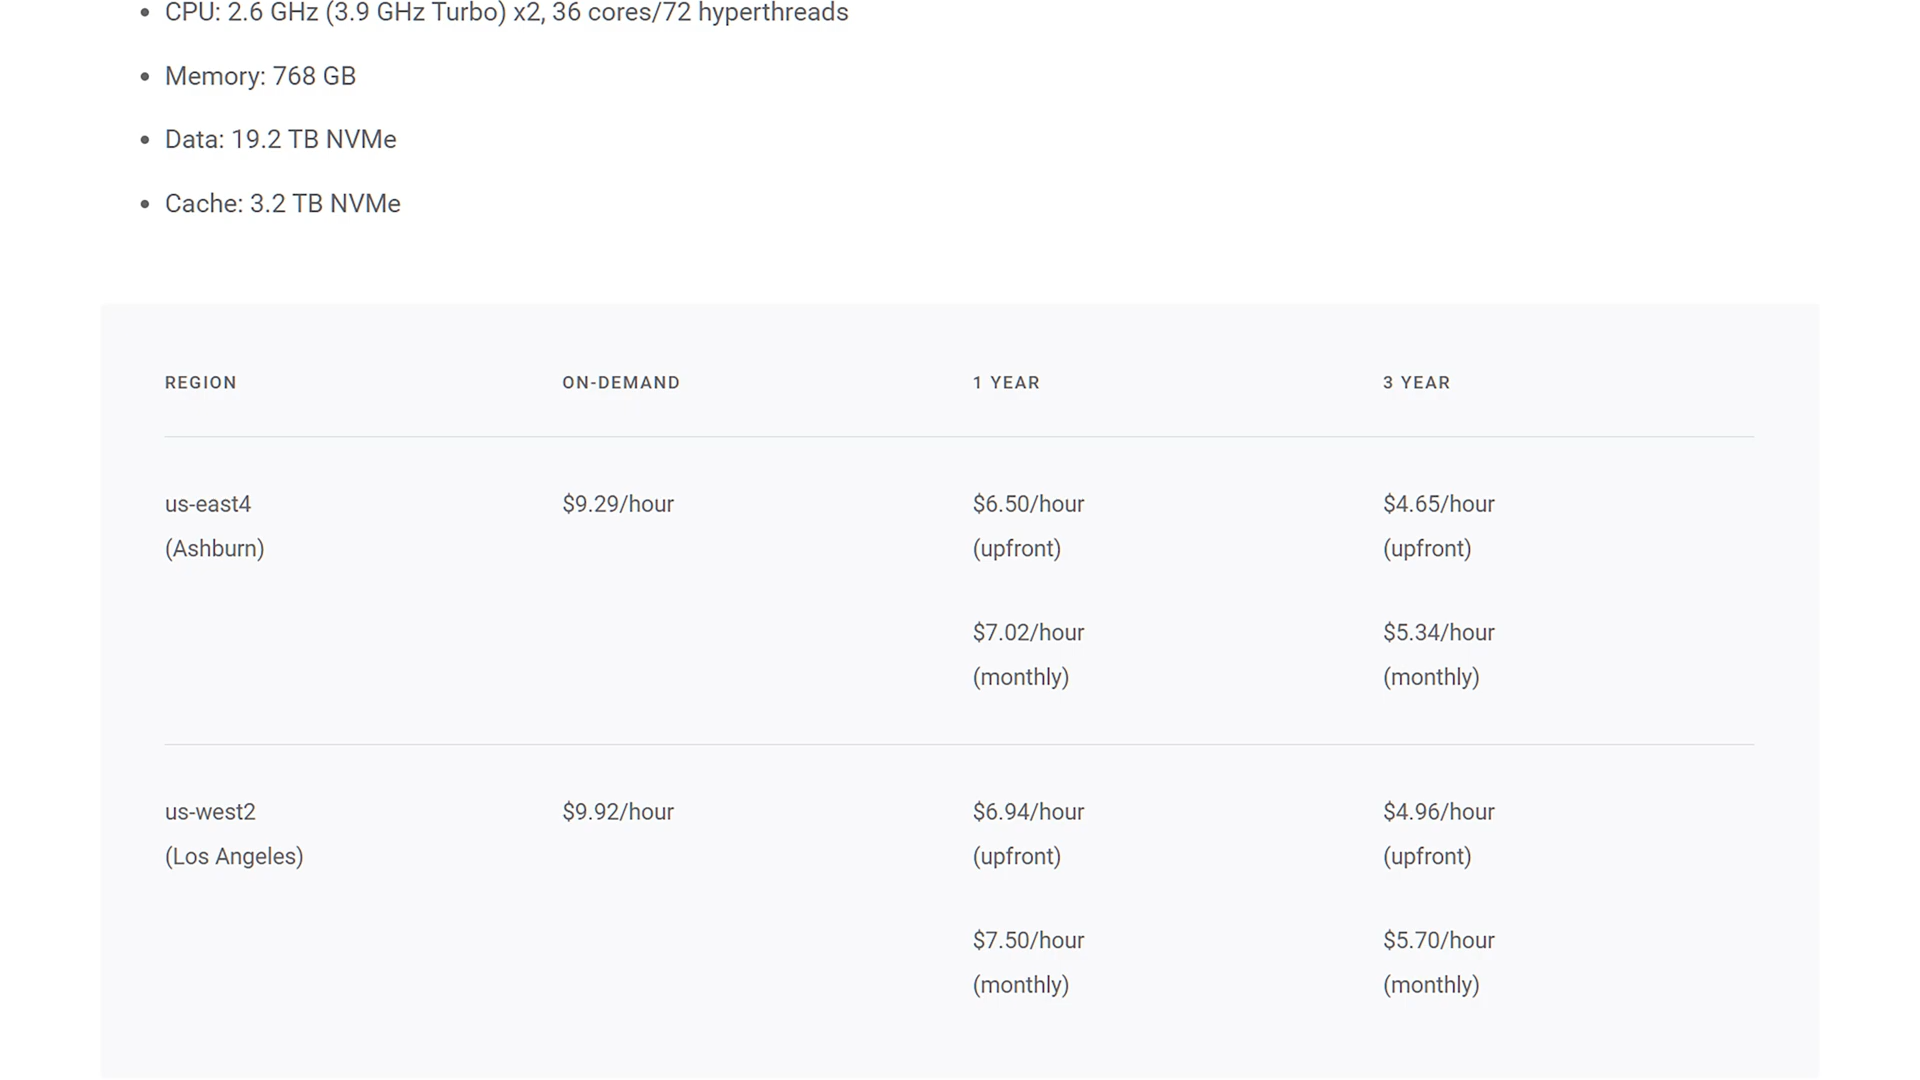 CPU: 2.6 GHz (3.9 GHz Turbo) x2, 36 cores/72 hyperthreads
Memory: 768 GB
Data: 19.2 TB NVMe
Cache: 3.2 TB NVMe
REGION ON-DEMAND 1 YEAR 3 YEAR
us-east4 $9.29/hour $6.50/hour $4.65/hour
(Ashburn) (upfront) (upfront)
$7.02/hour $5.34/hour
(monthly) (monthly)
us-west2 $9.92/hour $6.94/hour $4.96/hour
(Los Angeles) (upfront) (upfront)
$7.50/hour $5.70/hour
(monthly) (monthly)